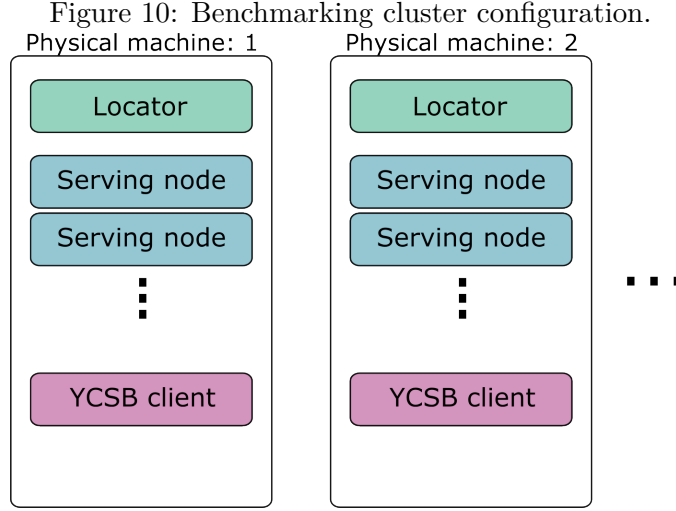 Figure 10: Benchmarking cluster configuration.
Physical machine: 1
Locator
Serving node
Serving node
YCSB client
Physical machine: 2
Locator
Serving node
Serving node
YCSB client